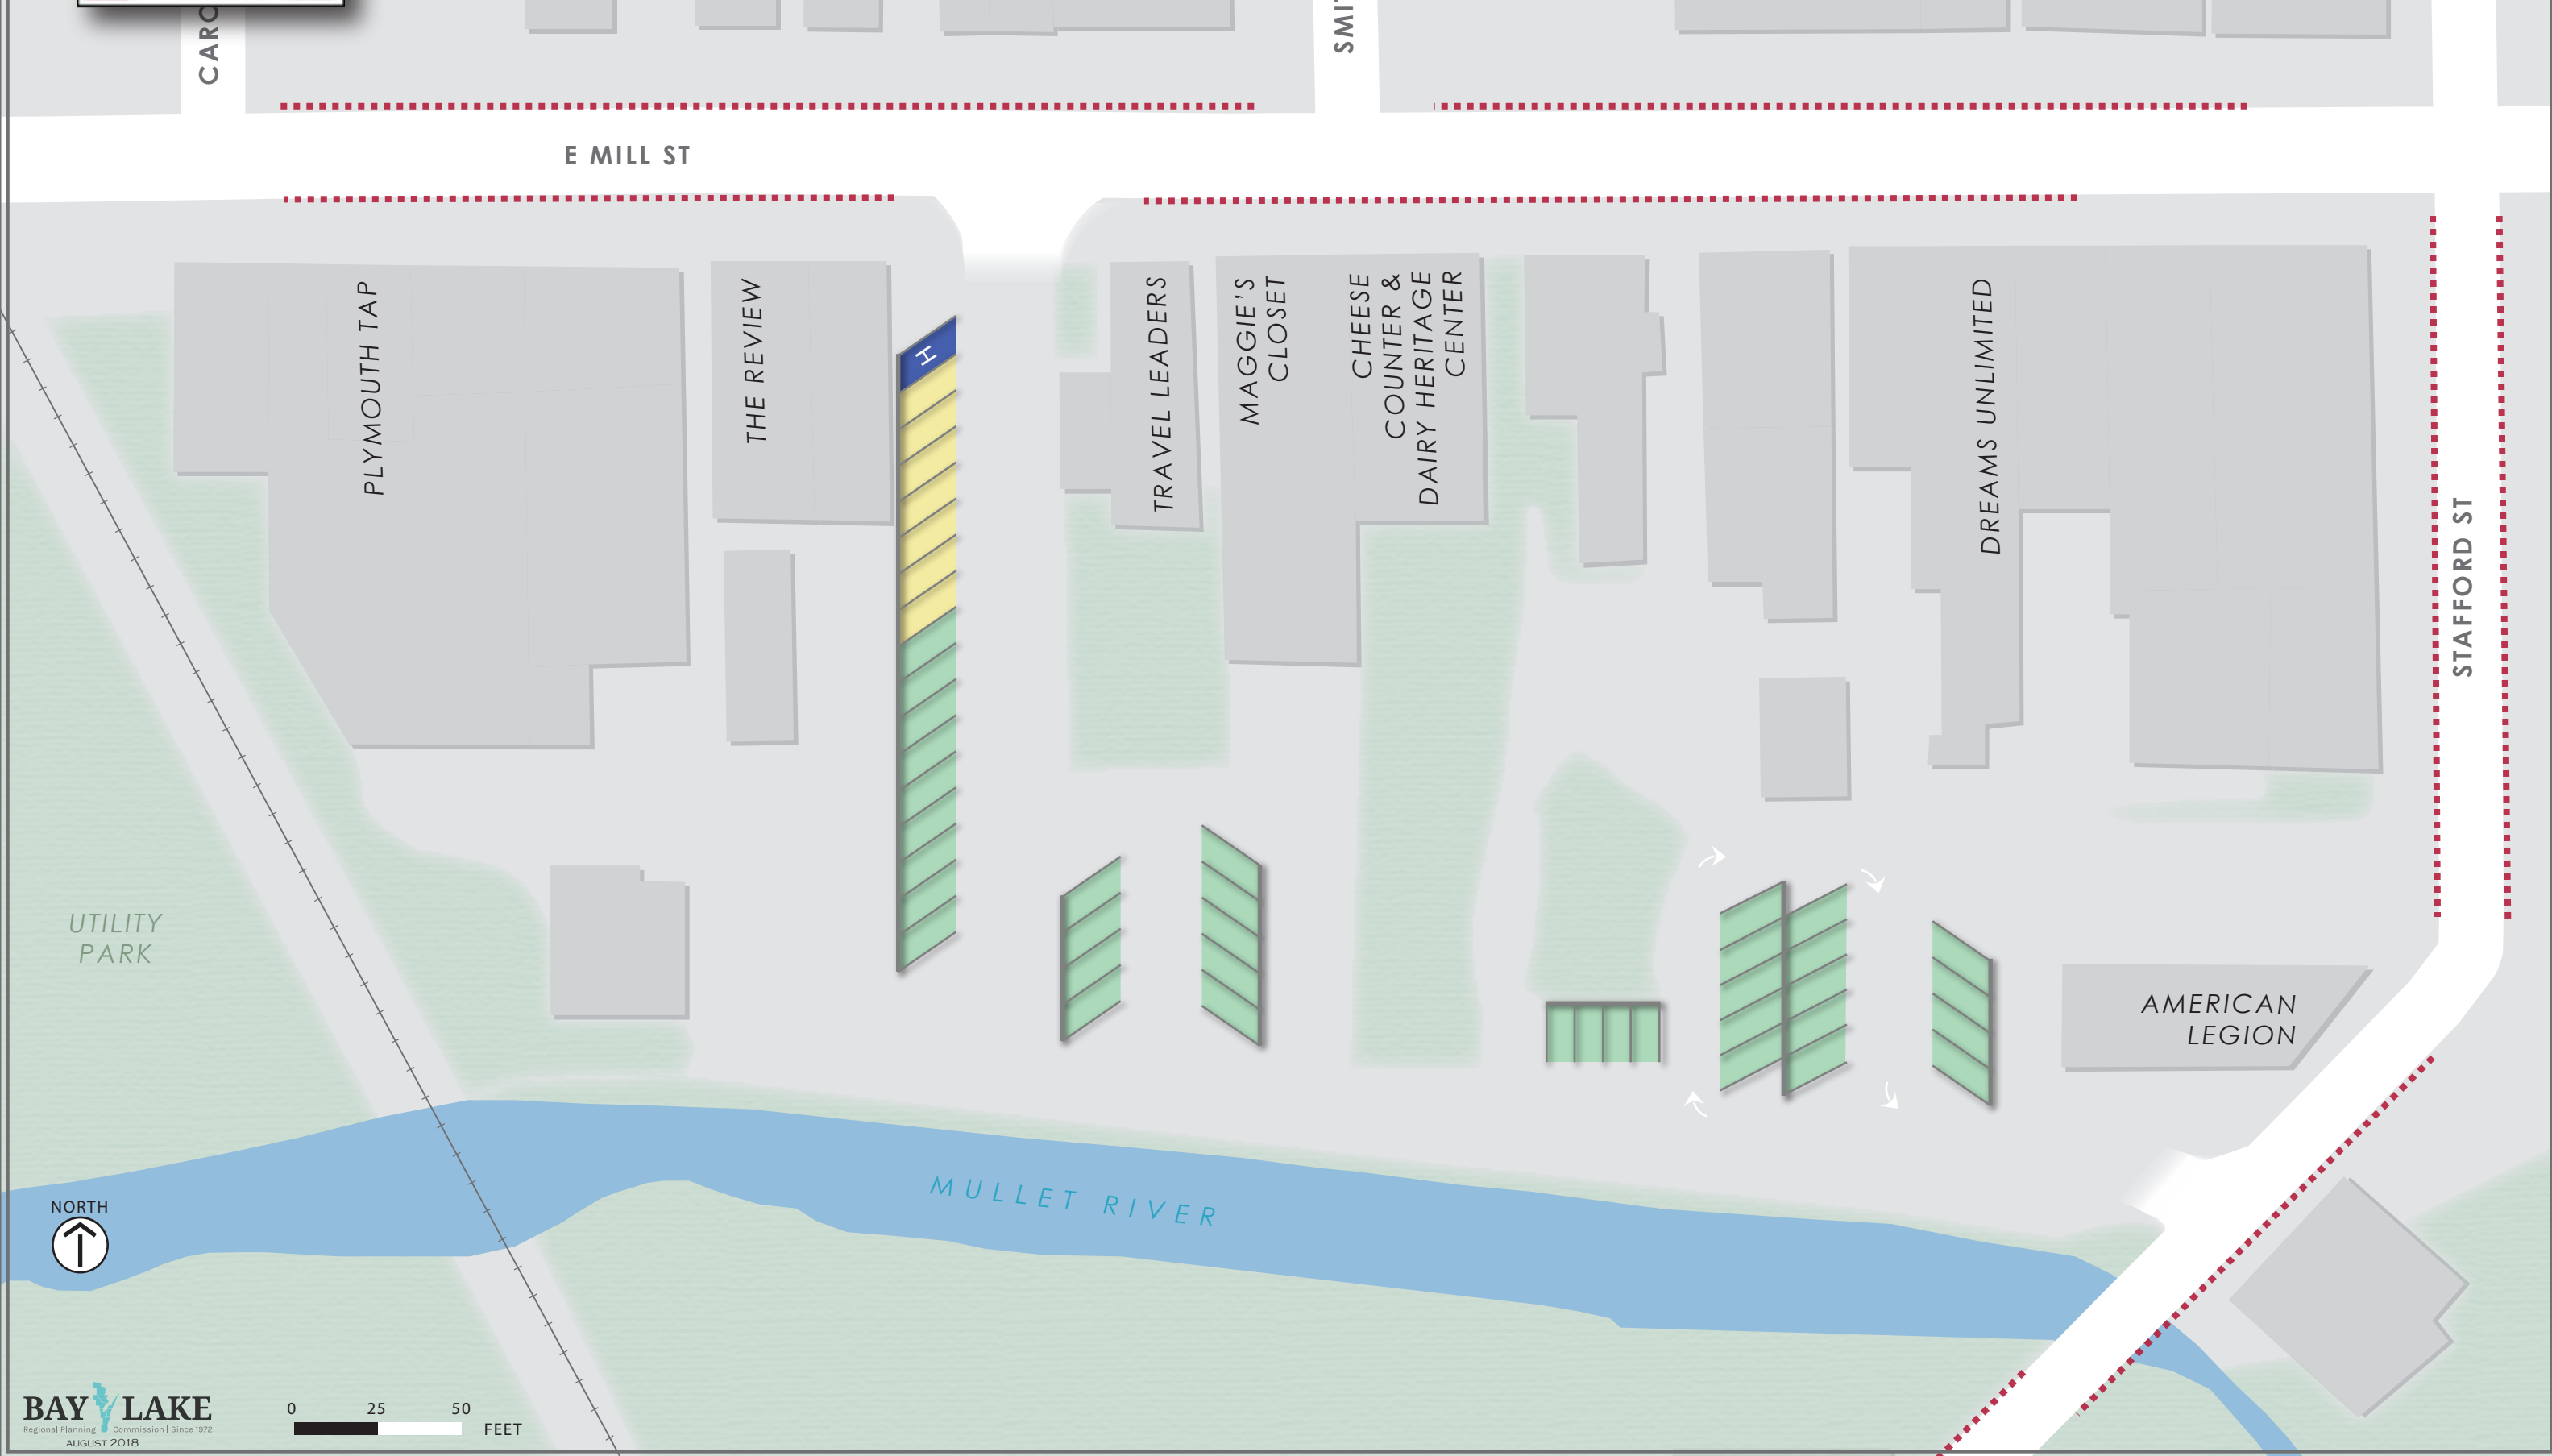 CARO
SMI
E MILL ST
PLYMOUTH TAP
THE REVIEW
H
TRAVEL LEADERS
MAGGIE'S
CLOSET
CHEESE
COUNTER &
DAIRY HERITAGE
CENTER
DREAMS UNLIMITED
STAFFORD ST
UTILITY
PARK
AMERICAN
LEGION
MULLET RIVER
NORTH
BAY LAKE
Regional Planning Commission | Since 1972
AUGUST 2018
0 25 50
FEET